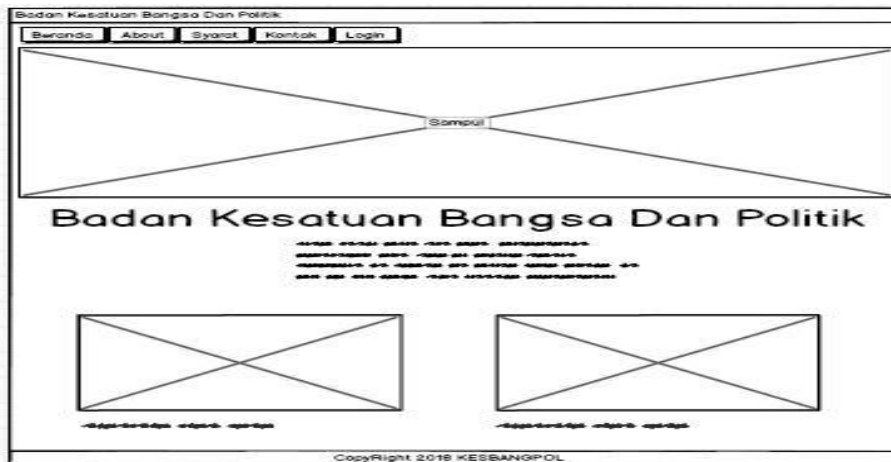 Badan Kesatuan Bangsa Dan Politik
Beranda About Syarat Kontak Login
Sampul
Badan Kesatuan Bangsa Dan Politik
CopyRight 2018 KESBANGPOL